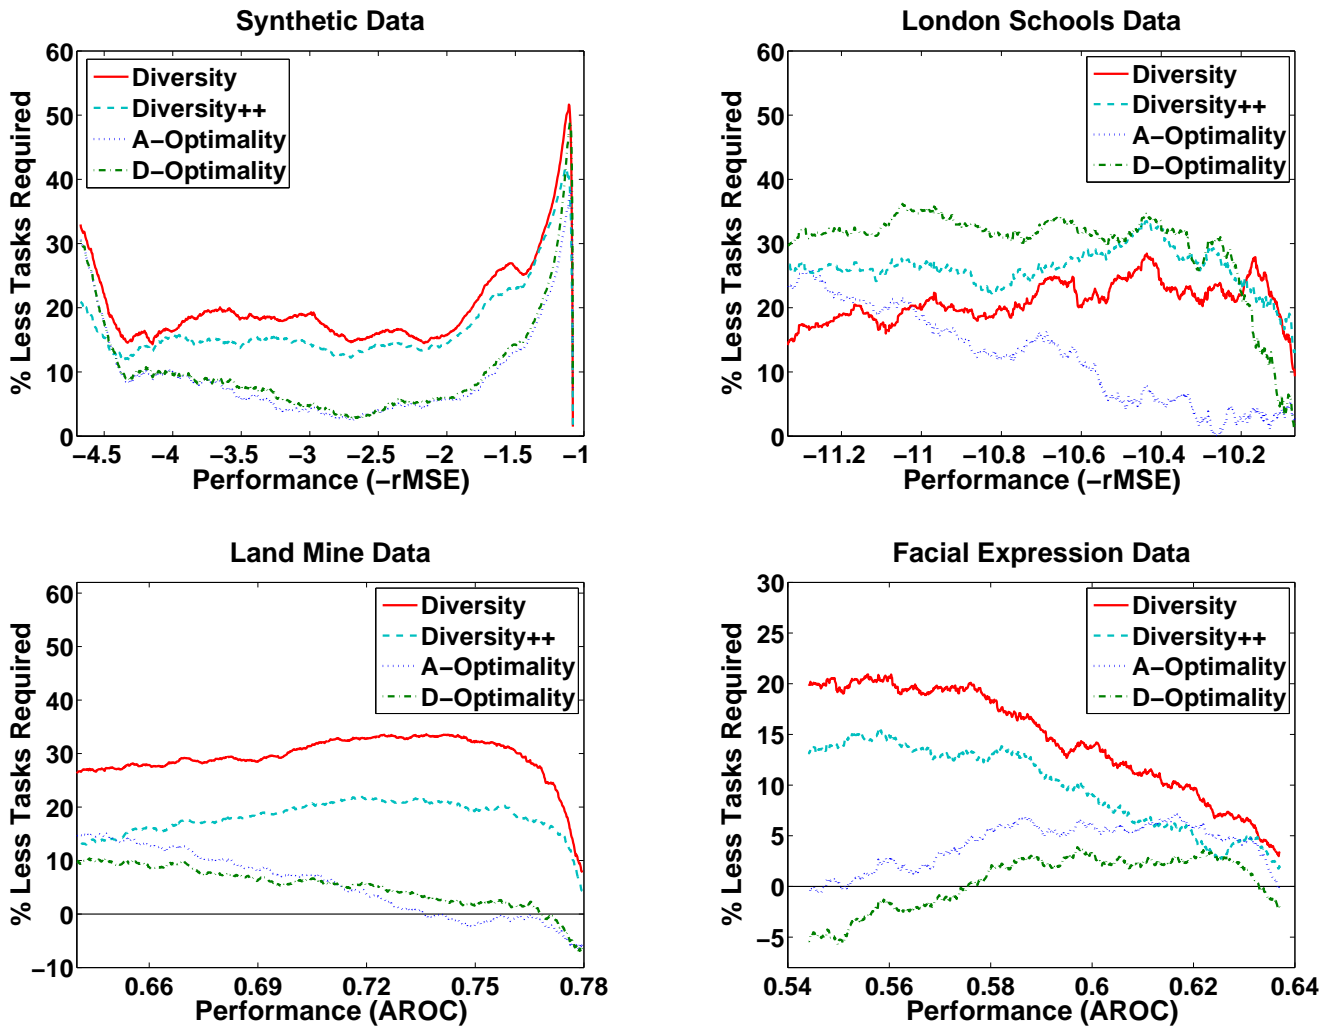 Synthetic Data
% Less Tasks Required
60
50
40
30
20
10
0
Diversity
Diversity++
A−Optimality
D−Optimality
−4.5 −4 −3.5 −3 −2.5 −2 −1.5 −1
Performance (−rMSE)
London Schools Data
% Less Tasks Required
60
50
40
30
20
10
0
Diversity
Diversity++
A−Optimality
D−Optimality
−11.2 −11 −10.8 −10.6 −10.4 −10.2
Performance (−rMSE)
Land Mine Data
% Less Tasks Required
60
50
40
30
20
10
0
−10
Diversity
Diversity++
A−Optimality
D−Optimality
0.66 0.69 0.72 0.75 0.78
Performance (AROC)
Facial Expression Data
% Less Tasks Required
30
25
20
15
10
5
0
−5
Diversity
Diversity++
A−Optimality
D−Optimality
0.54 0.56 0.58 0.6 0.62 0.64
Performance (AROC)